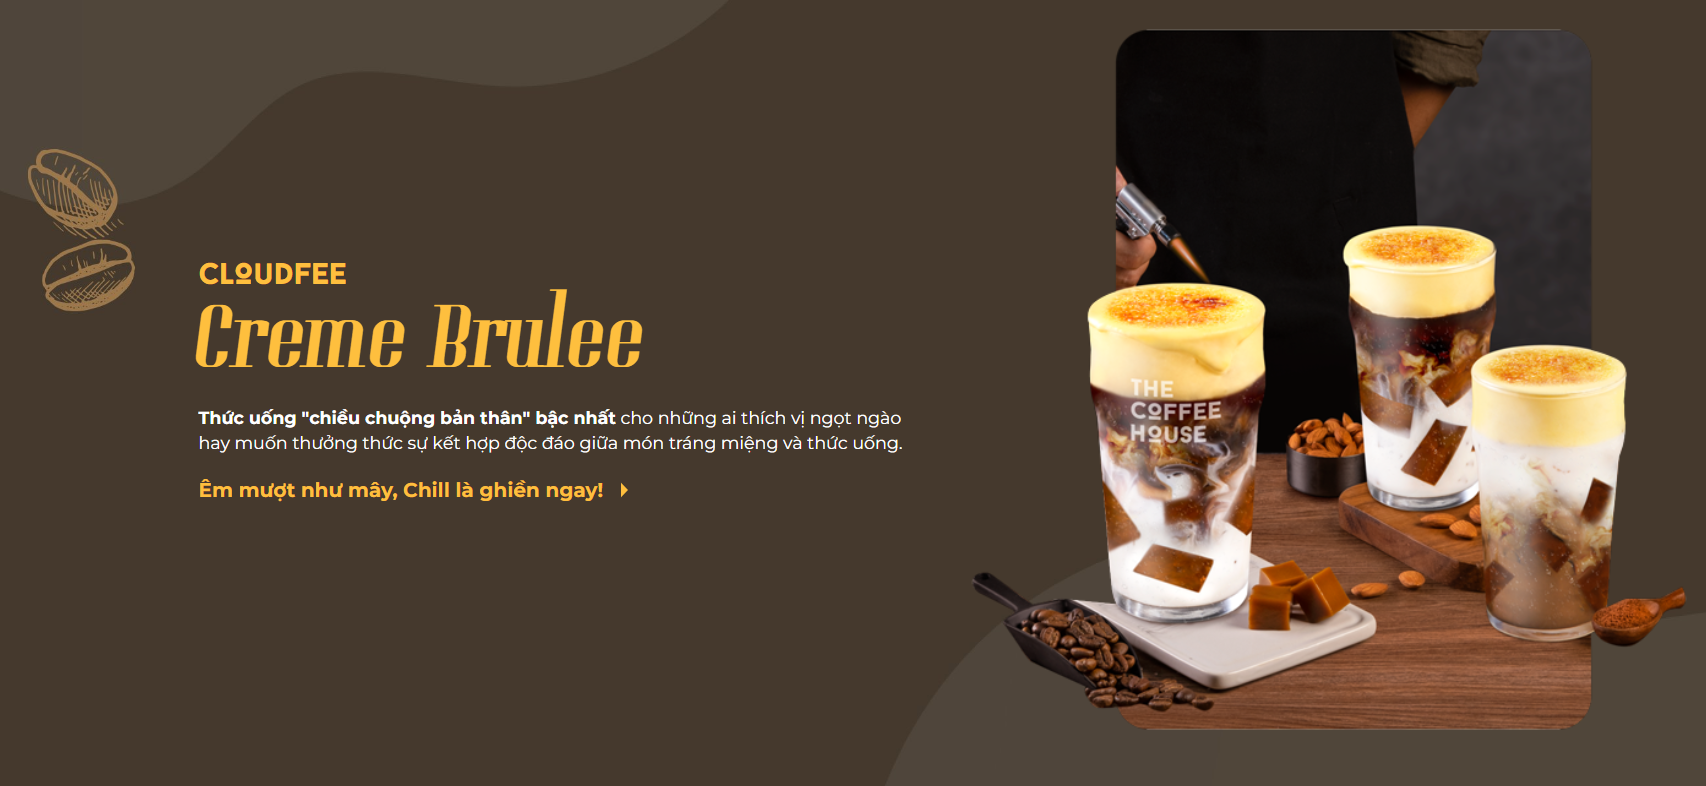 CLOUDFEE
Creme Brulee
Thức uống "chiều chuộng bản thân" bậc nhất cho những ai thích vị ngọt ngào
hay muốn thưởng thức sự kết hợp độc đáo giữa món tráng miệng và thức uống.
Êm mượt như mây, Chill là ghiền ngay!
THE
COFFEE
HOUSE